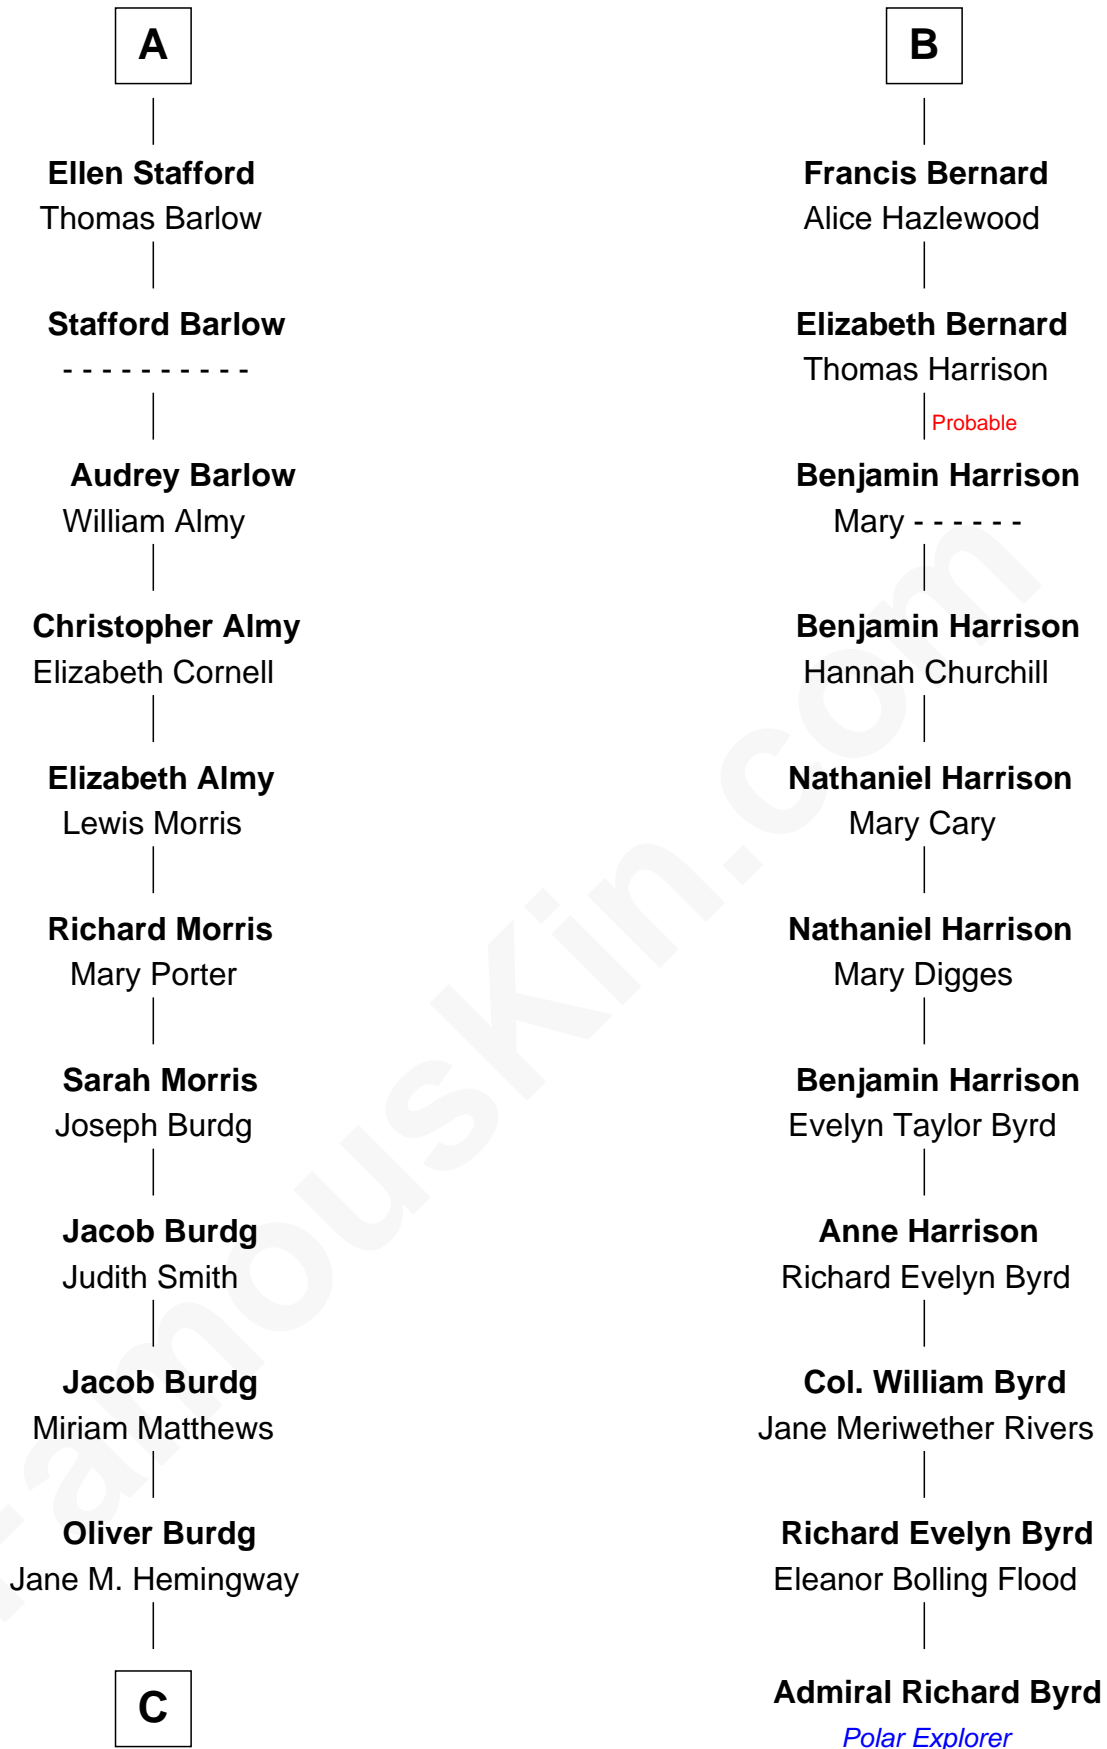 A
Ellen Stafford
Thomas Barlow
Stafford Barlow
- - - - - - - - - -
Audrey Barlow
William Almy
Christopher Almy
Elizabeth Cornell
Elizabeth Almy
Lewis Morris
Richard Morris
Mary Porter
Sarah Morris
Joseph Burdg
Jacob Burdg
Judith Smith
Jacob Burdg
Miriam Matthews
Oliver Burdg
Jane M. Hemingway
C
B
Francis Bernard
Alice Hazlewood
Elizabeth Bernard
Thomas Harrison
Probable
Benjamin Harrison
Mary - - - - - -
Benjamin Harrison
Hannah Churchill
Nathaniel Harrison
Mary Cary
Nathaniel Harrison
Mary Digges
Benjamin Harrison
Evelyn Taylor Byrd
Anne Harrison
Richard Evelyn Byrd
Col. William Byrd
Jane Meriwether Rivers
Richard Evelyn Byrd
Eleanor Bolling Flood
Admiral Richard Byrd
Polar Explorer
FamousKin.com